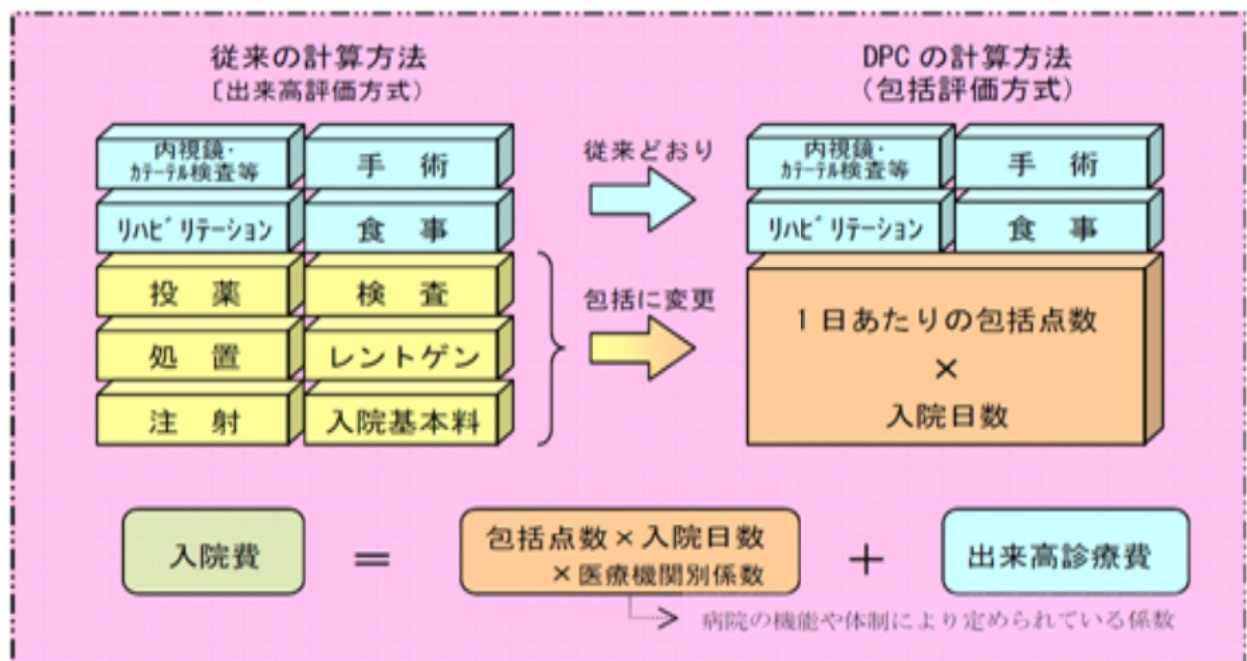 従来の計算方法
〔出来高評価方式〕
内視鏡・
ｶﾃｰﾃﾙ検査等
手 術
ﾘﾊﾋﾞﾘテーション
食 事
投 薬
検 査
処 置
レントゲン
注 射
入院基本料
従来どおり
包括に変更
DPC の計算方法
(包括評価方式)
内視鏡・
ｶﾃｰﾃﾙ検査等
手 術
ﾘﾊﾋﾞﾘテーション
食 事
1 日あたりの包括点数
×
入院日数
入院費
＝
包括点数×入院日数
×医療機関別係数
＋
出来高診療費
病院の機能や体制により定められている係数